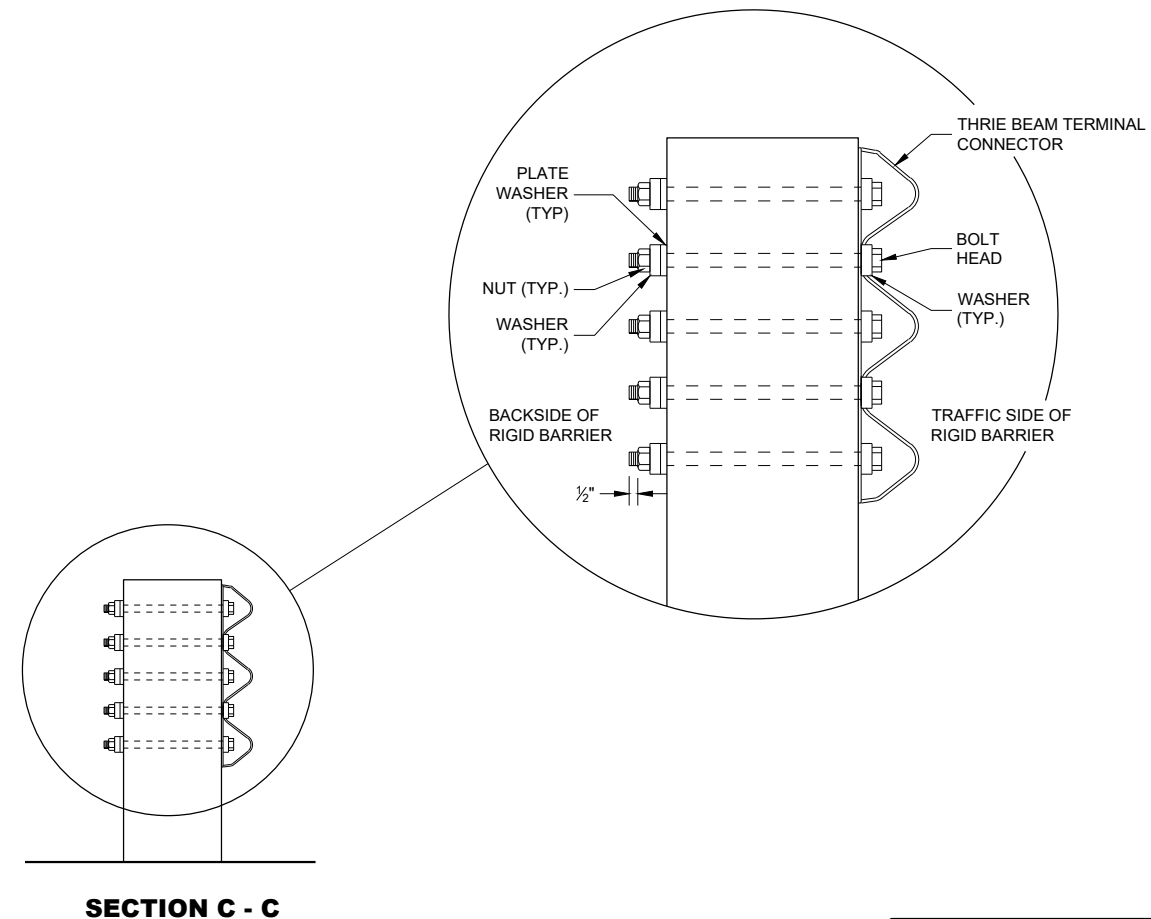 THRIE BEAM TERMINAL
CONNECTOR
PLATE
WASHER
(TYP)
BOLT
HEAD
NUT (TYP.)
WASHER
(TYP.)
WASHER
(TYP.)
BACKSIDE OF
RIGID BARRIER
TRAFFIC SIDE OF
RIGID BARRIER
½"
SECTION C - C